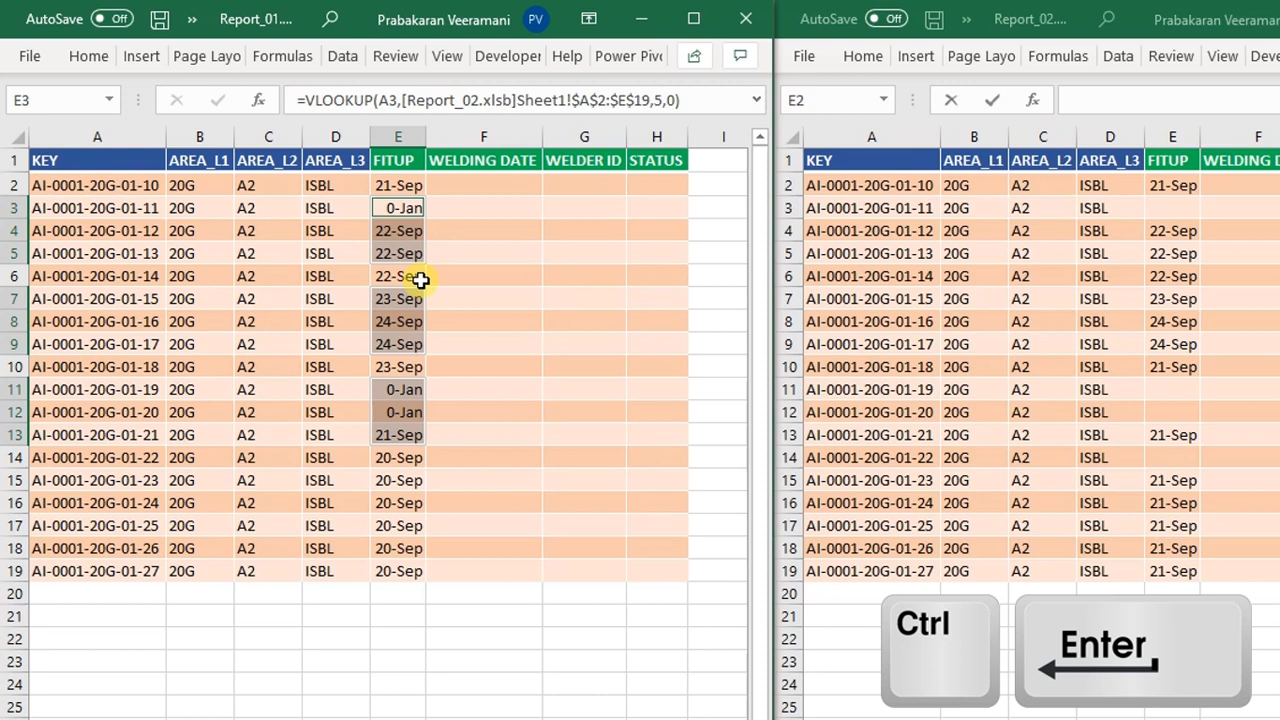 AutoSave Off » Report_01.... Prabakaran Veeramani PV
File Home Insert Page Layo Formulas Data Review View Developer Help Power Piv
E3 fx =VLOOKUP(A3,[Report_02.xlsb]Sheet1!$A$2:$E$19,5,0)
A B C D E F G H I
1 KEY AREA_L1 AREA_L2 AREA_L3 FITUP WELDING DATE WELDER ID STATUS
2 AI-0001-20G-01-10 20G A2 ISBL 21-Sep
3 AI-0001-20G-01-11 20G A2 ISBL 0-Jan
4 AI-0001-20G-01-12 20G A2 ISBL 22-Sep
5 AI-0001-20G-01-13 20G A2 ISBL 22-Sep
6 AI-0001-20G-01-14 20G A2 ISBL 22-Sep
7 AI-0001-20G-01-15 20G A2 ISBL 23-Sep
8 AI-0001-20G-01-16 20G A2 ISBL 24-Sep
9 AI-0001-20G-01-17 20G A2 ISBL 24-Sep
10 AI-0001-20G-01-18 20G A2 ISBL 23-Sep
11 AI-0001-20G-01-19 20G A2 ISBL 0-Jan
12 AI-0001-20G-01-20 20G A2 ISBL 0-Jan
13 AI-0001-20G-01-21 20G A2 ISBL 21-Sep
14 AI-0001-20G-01-22 20G A2 ISBL 20-Sep
15 AI-0001-20G-01-23 20G A2 ISBL 20-Sep
16 AI-0001-20G-01-24 20G A2 ISBL 20-Sep
17 AI-0001-20G-01-25 20G A2 ISBL 20-Sep
18 AI-0001-20G-01-26 20G A2 ISBL 20-Sep
19 AI-0001-20G-01-27 20G A2 ISBL 20-Sep
20
21
22
23
24
25
AutoSave Off » Report_02.... Prabakaran Veerama
File Home Insert Page Layo Formulas Data Review View Deve
E2 fx
A B C D E F
1 KEY AREA_L1 AREA_L2 AREA_L3 FITUP WELDING D
2 AI-0001-20G-01-10 20G A2 ISBL 21-Sep
3 AI-0001-20G-01-11 20G A2 ISBL
4 AI-0001-20G-01-12 20G A2 ISBL 22-Sep
5 AI-0001-20G-01-13 20G A2 ISBL 22-Sep
6 AI-0001-20G-01-14 20G A2 ISBL 22-Sep
7 AI-0001-20G-01-15 20G A2 ISBL 23-Sep
8 AI-0001-20G-01-16 20G A2 ISBL 24-Sep
9 AI-0001-20G-01-17 20G A2 ISBL 24-Sep
10 AI-0001-20G-01-18 20G A2 ISBL 21-Sep
11 AI-0001-20G-01-19 20G A2 ISBL
12 AI-0001-20G-01-20 20G A2 ISBL
13 AI-0001-20G-01-21 20G A2 ISBL 21-Sep
14 AI-0001-20G-01-22 20G A2 ISBL
15 AI-0001-20G-01-23 20G A2 ISBL 21-Sep
16 AI-0001-20G-01-24 20G A2 ISBL 21-Sep
17 AI-0001-20G-01-25 20G A2 ISBL 21-Sep
18 AI-0001-20G-01-26 20G A2 ISBL 21-Sep
19 AI-0001-20G-01-27 20G A2 ISBL 21-Sep
20
21
22
23
24
25
Ctrl
Enter